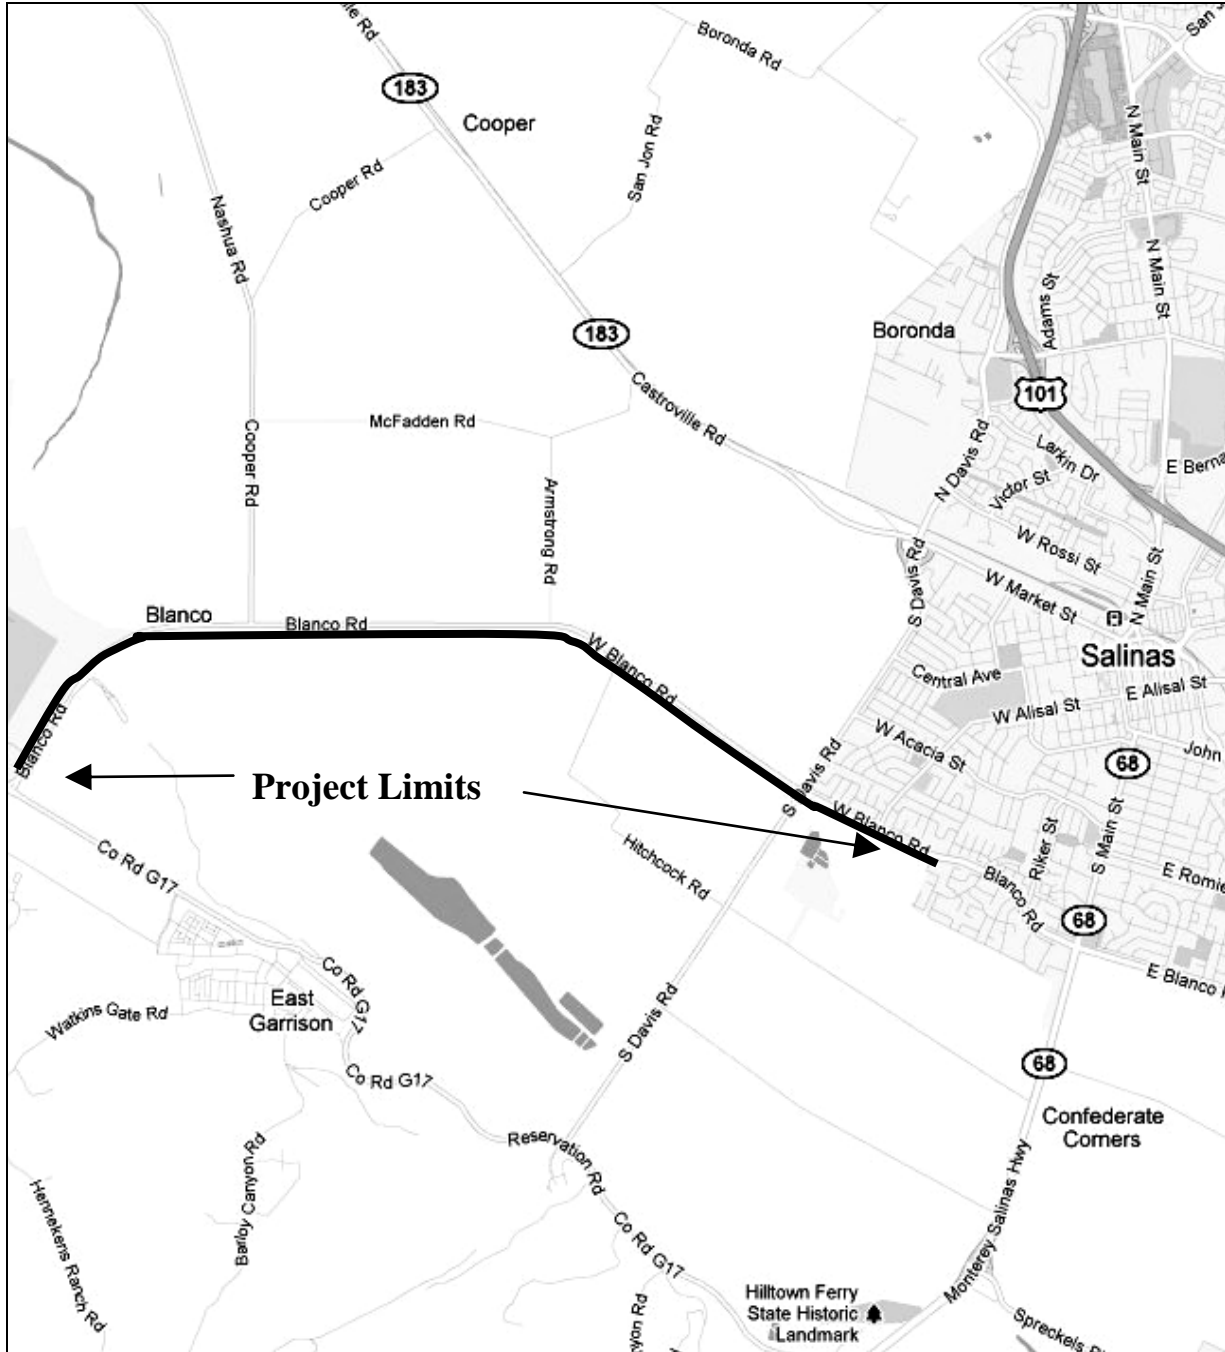 le Rd
Boronda Rd
San J
183
Cooper
N Main St
San Jon Rd
Cooper Rd
Nashua Rd
N Main St
Adams St
183
Boronda
Castroville Rd
101
McFadden Rd
Cooper Rd
N Davis Rd
Larkin Dr
Victor St
E Berna
Armstrong Rd
W Rossi St
S Davis Rd
W Market St
N Main St
Blanco
Blanco Rd
W Blanco Rd
Salinas
Central Ave
E Alisal St
W Alisal St
Blanco Rd
W Acacia St
John
68
Project Limits
S Davis Rd
W Blanco Rd
S Main St
Riker St
Co Rd G17
Hitchcock Rd
E Romie
Blanco Rd
68
E Blanco
Co Rd G17
East
Garrison
Watkins Gate Rd
S Davis Rd
Co Rd G17
68
Confederate
Corners
Reservation Rd
Barloy Canyon Rd
Hennekens Ranch Rd
Co Rd G17
Monterey Salinas Hwy
Hilltown Ferry
State Historic
Landmark
yon Rd
Spreckels